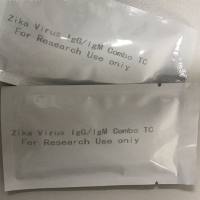 Zika Virus IgG/IgM Combo TC
For Research Use only
Zika Virus IgG/IgM Combo TC
For Research Use only